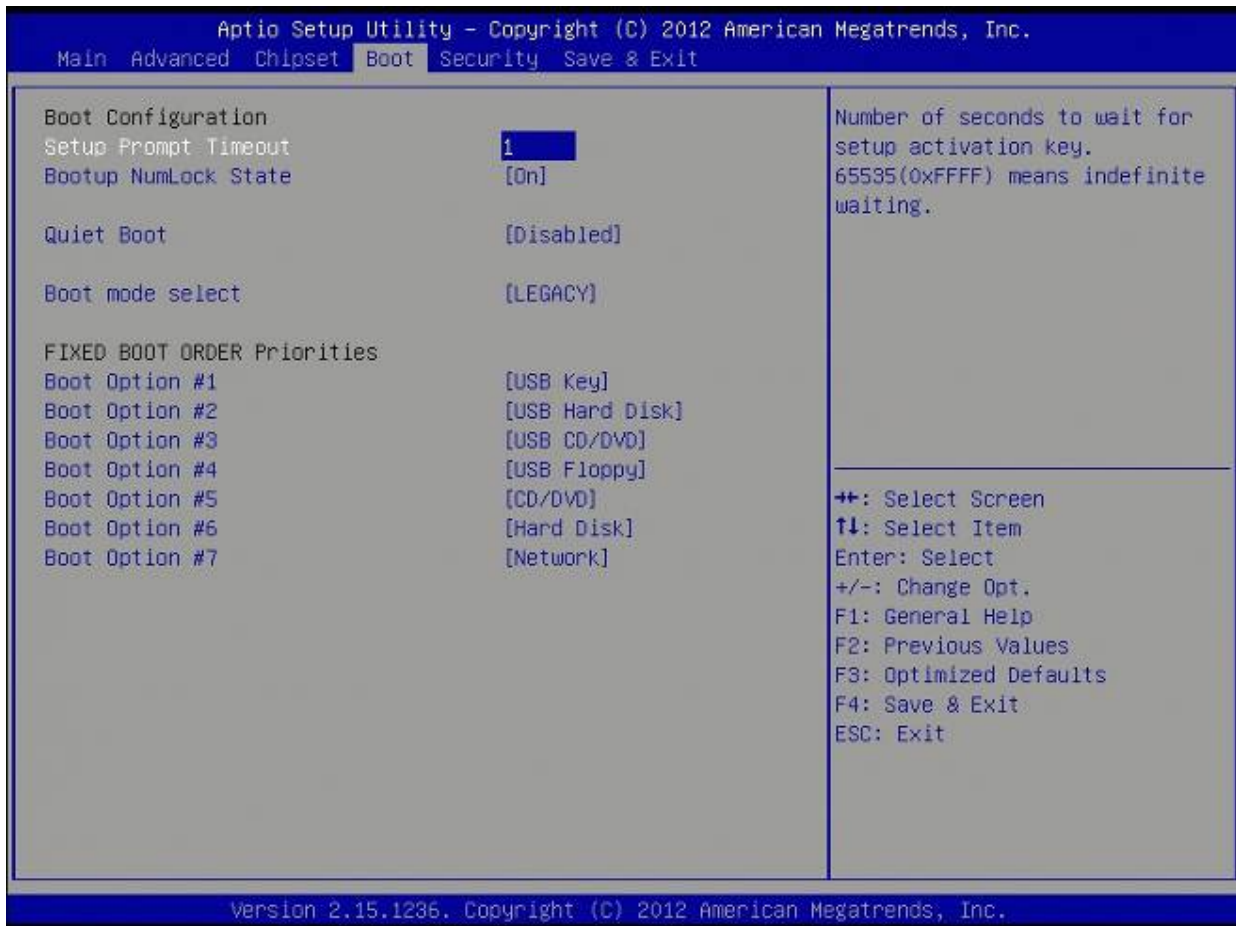 Aptio Setup Utility – Copyright (C) 2012 American Megatrends, Inc.
Main Advanced Chipset Boot Security Save & Exit
Boot Configuration
Setup Prompt Timeout 1
Bootup NumLock State [On]
Quiet Boot [Disabled]
Boot mode select [LEGACY]
FIXED BOOT ORDER Priorities
Boot Option #1 [USB Key]
Boot Option #2 [USB Hard Disk]
Boot Option #3 [USB CD/DVD]
Boot Option #4 [USB Floppy]
Boot Option #5 [CD/DVD]
Boot Option #6 [Hard Disk]
Boot Option #7 [Network]
Number of seconds to wait for
setup activation key.
65535(0xFFFF) means indefinite
waiting.
→←: Select Screen
↑↓: Select Item
Enter: Select
+/-: Change Opt.
F1: General Help
F2: Previous Values
F3: Optimized Defaults
F4: Save & Exit
ESC: Exit
Version 2.15.1236. Copyright (C) 2012 American Megatrends, Inc.